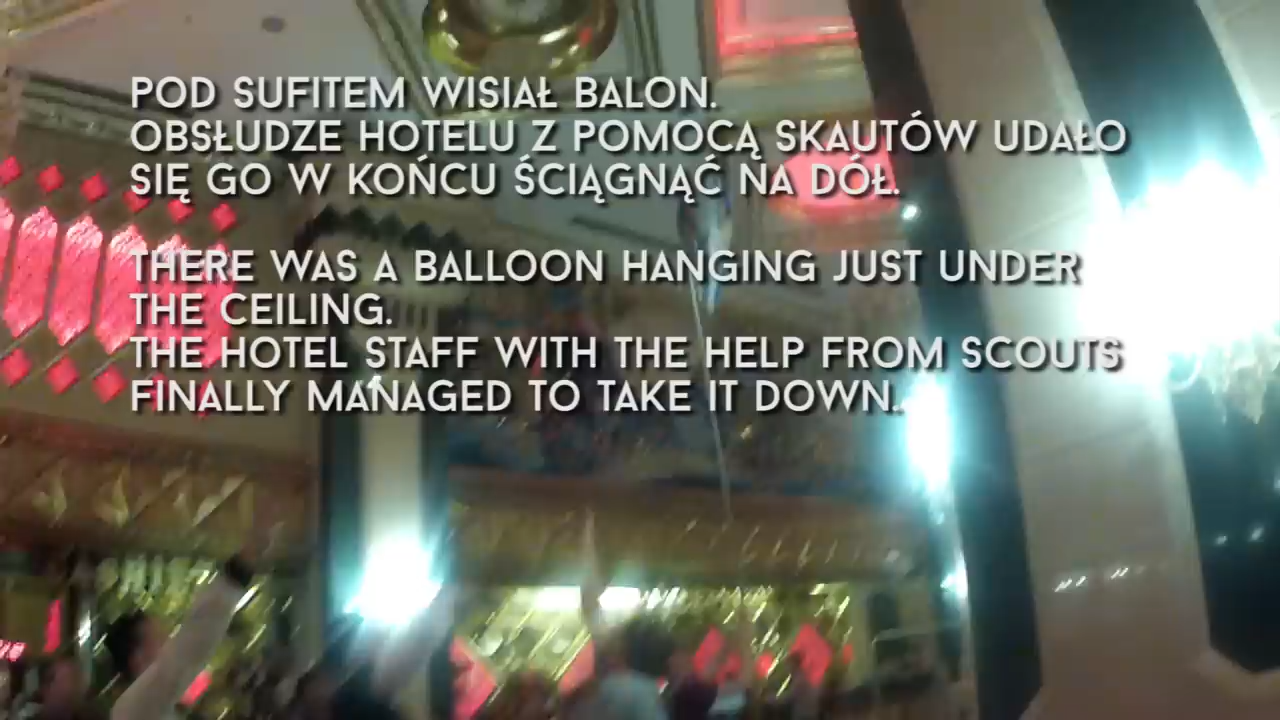 POD SUFITEM WISIAŁ BALON.
OBSŁUDZE HOTELU Z POMOCĄ SKAUTÓW UDAŁO
SIĘ GO W KOŃCU ŚCIĄGNĄĆ NA DÓŁ.
THERE WAS A BALLOON HANGING JUST UNDER
THE CEILING.
THE HOTEL STAFF WITH THE HELP FROM SCOUTS
FINALLY MANAGED TO TAKE IT DOWN..